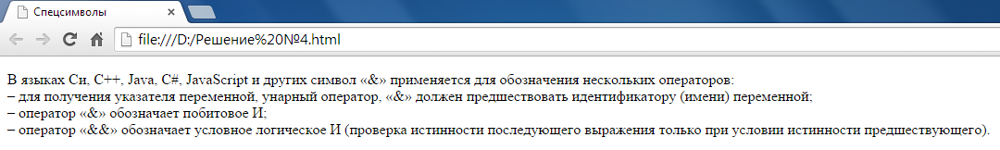 Спецсимволы
file:///D:/Решение%20№4.html
В языках Си, C++, Java, C#, JavaScript и других символ «&» применяется для обозначения нескольких операторов:
– для получения указателя переменной, унарный оператор, «&» должен предшествовать идентификатору (имени) переменной;
– оператор «&» обозначает побитовое И;
– оператор «&&» обозначает условное логическое И (проверка истинности последующего выражения только при условии истинности предшествующего).